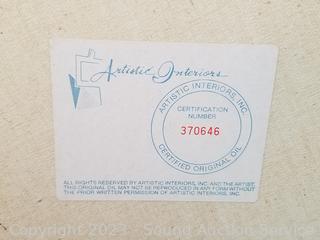 Artistic Interiors
ARTISTIC INTERIORS, INC.
CERTIFICATION
NUMBER
370646
CERTIFIED ORIGINAL OIL
ALL RIGHTS RESERVED BY ARTISTIC INTERIORS, INC. AND THE ARTIST.
THIS ORIGINAL OIL MAY NOT BE REPRODUCED IN ANY FORM WITHOUT
THE PRIOR WRITTEN PERMISSION OF ARTISTIC INTERIORS, INC.
Copyright 2023 - Sound Auction Service